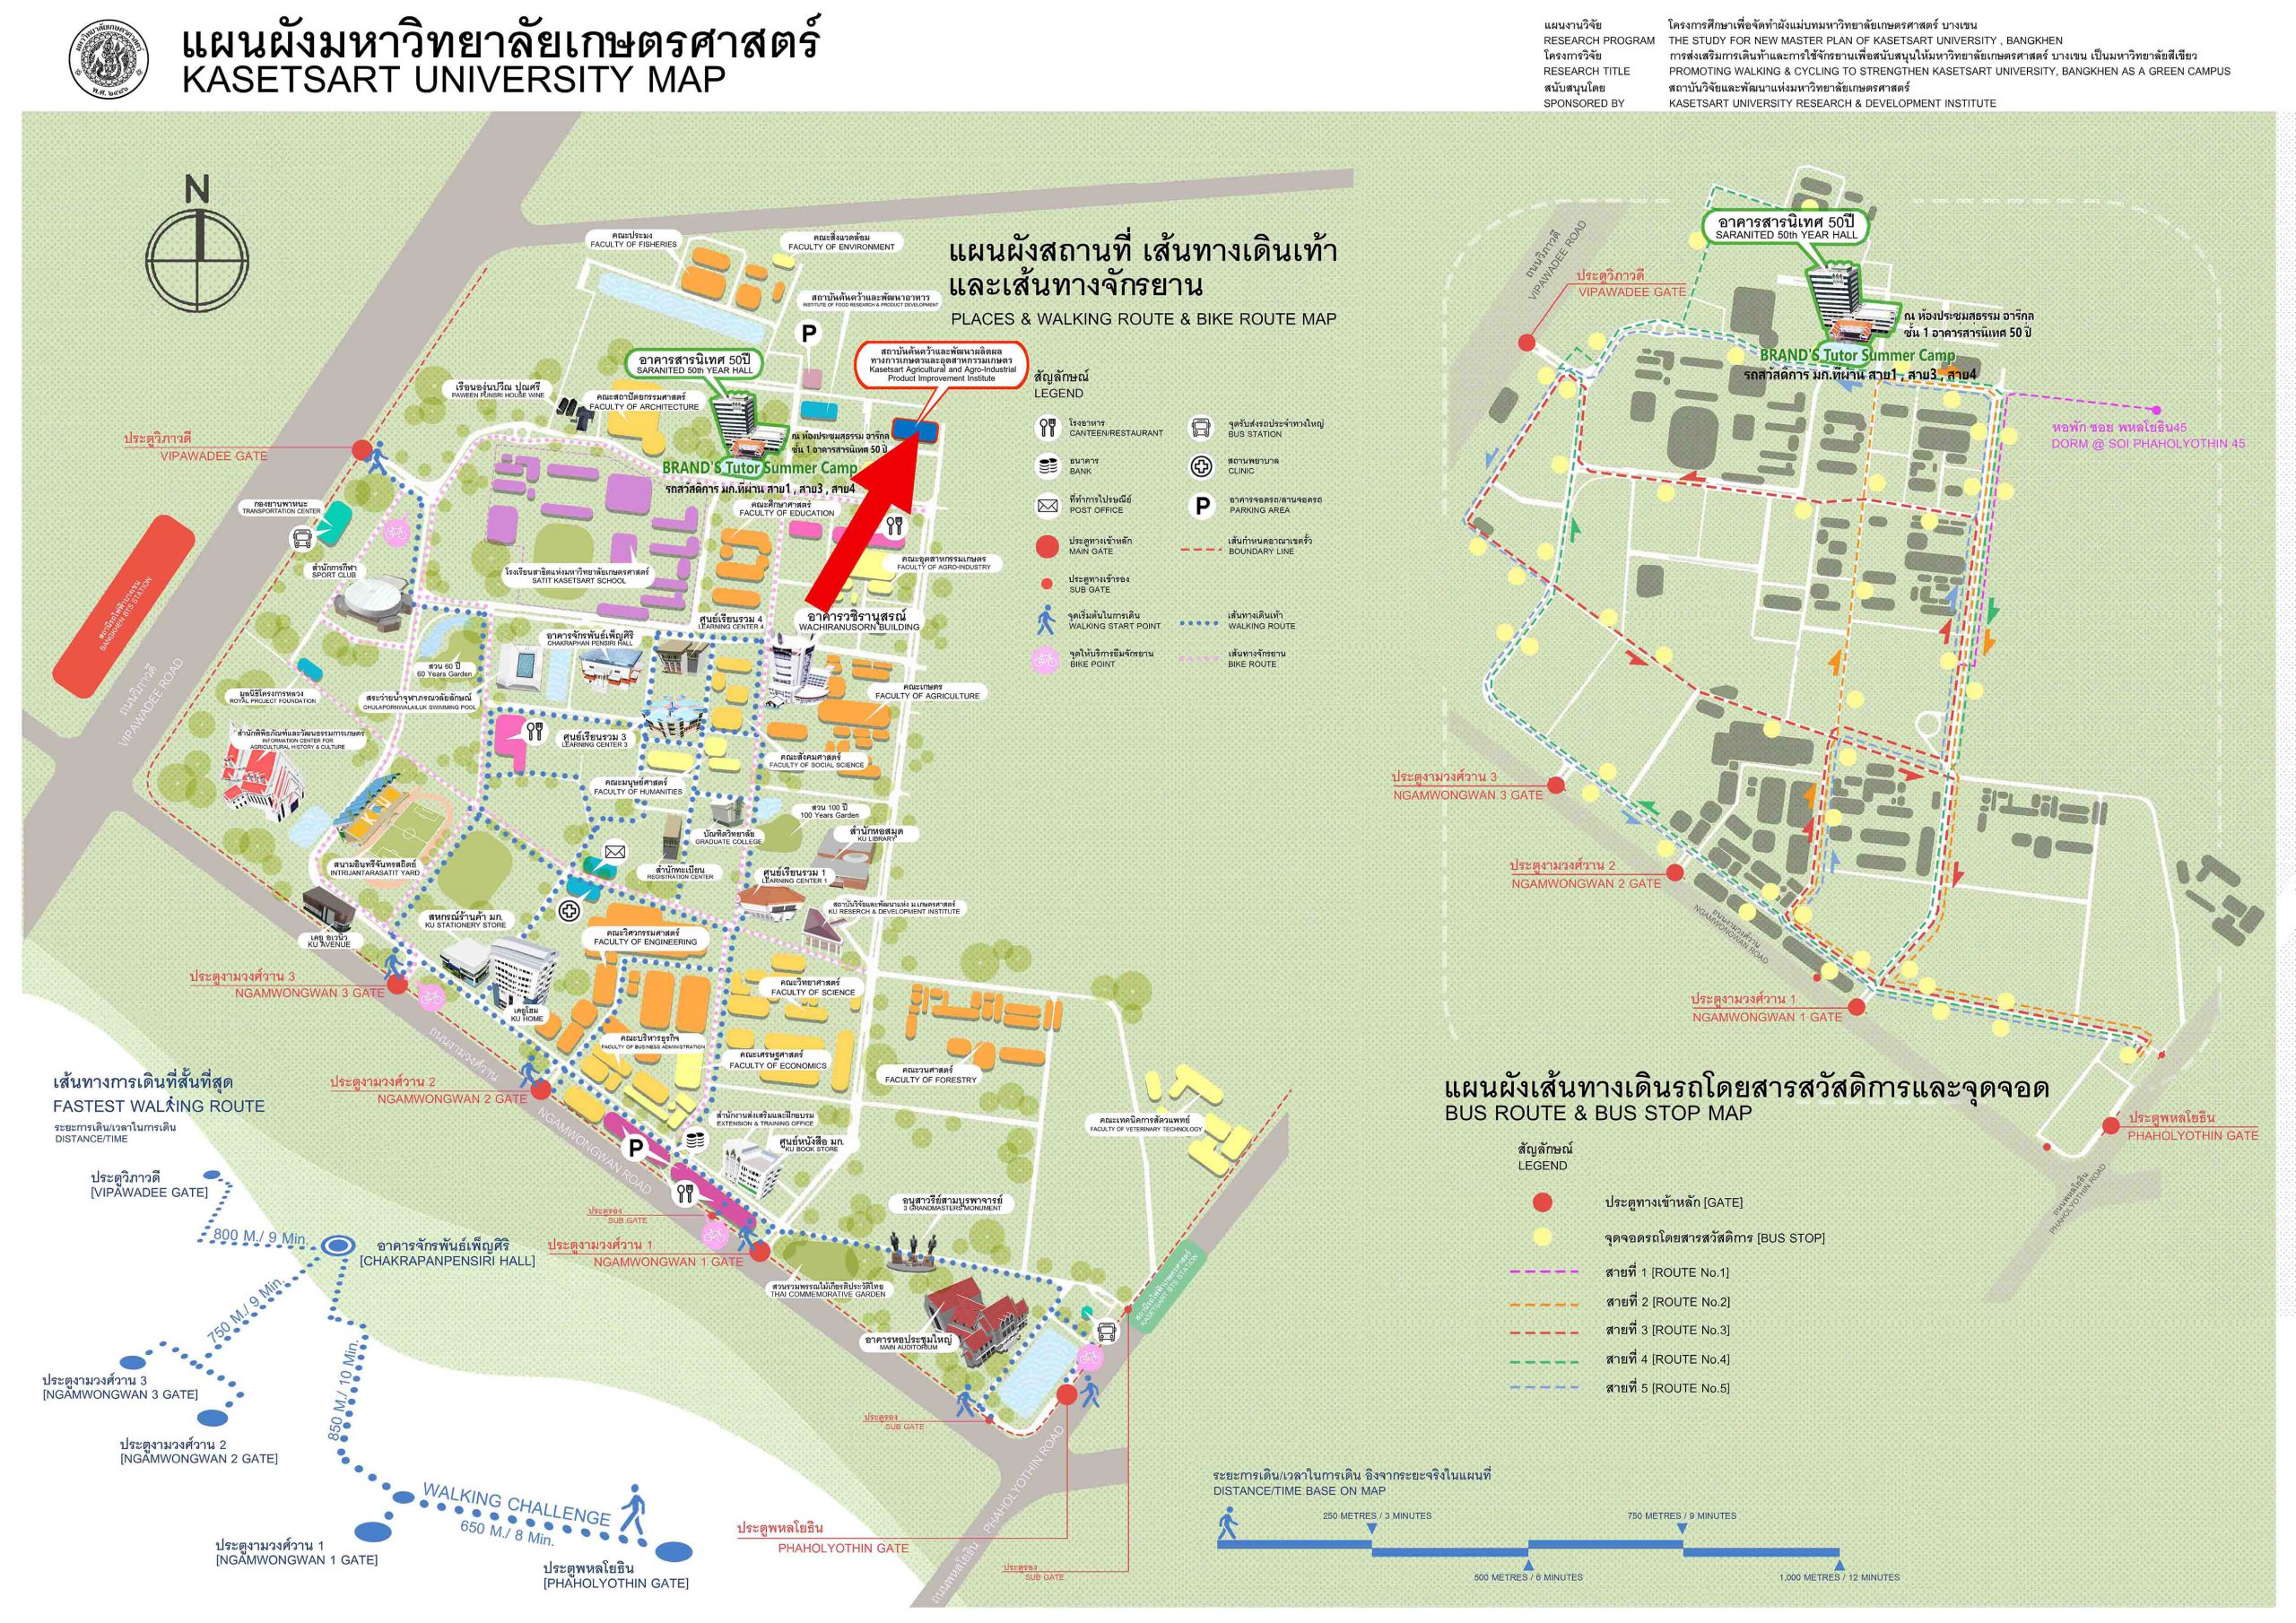 แผนผังมหาวิทยาลัยเกษตรศาสตร์
KASETSART UNIVERSITY MAP
แผนงานวิจัย โครงการศึกษาเพื่อจัดทำผังแม่บทมหาวิทยาลัยเกษตรศาสตร์ บางเขน
RESEARCH PROGRAM THE STUDY FOR NEW MASTER PLAN OF KASETSART UNIVERSITY , BANGKHEN
โครงการวิจัย การส่งเสริมการเดินเท้าและการใช้จักรยานเพื่อสนับสนุนให้มหาวิทยาลัยเกษตรศาสตร์ บางเขน เป็นมหาวิทยาลัยสีเขียว
RESEARCH TITLE PROMOTING WALKING & CYCLING TO STRENGTHEN KASETSART UNIVERSITY, BANGKHEN AS A GREEN CAMPUS
สนับสนุนโดย สถาบันวิจัยและพัฒนาแห่งมหาวิทยาลัยเกษตรศาสตร์
SPONSORED BY KASETSART UNIVERSITY RESEARCH & DEVELOPMENT INSTITUTE
N
แผนผังสถานที่ เส้นทางเดินเท้า
และเส้นทางจักรยาน
PLACES & WALKING ROUTE & BIKE ROUTE MAP
สัญลักษณ์
LEGEND
โรงอาหาร
CANTEEN/RESTAURANT
ธนาคาร
BANK
ที่ทำการไปรษณีย์
POST OFFICE
ประตูทางเข้าหลัก
MAIN GATE
ประตูทางเข้ารอง
SUB GATE
จุดเริ่มต้นในการเดิน
WALKING START POINT
จุดให้บริการยืมจักรยาน
BIKE POINT
จุดรับส่งรถประจำทางใหญ่
BUS STATION
สถานพยาบาล
CLINIC
P
อาคารจอดรถ/ลานจอดรถ
PARKING AREA
เส้นกำหนดอาณาเขตรั้ว
BOUNDARY LINE
เส้นทางเดินเท้า
WALKING ROUTE
เส้นทางจักรยาน
BIKE ROUTE
คณะประมง
FACULTY OF FISHERIES
คณะสิ่งแวดล้อม
FACULTY OF ENVIRONMENT
สถาบันค้นคว้าและพัฒนาอาหาร
INSTITUTE OF FOOD RESEARCH & PRODUCT DEVELOPMENT
P
สถาบันค้นคว้าและพัฒนาผลิตผล
ทางการเกษตรและอุตสาหกรรมเกษตร
Kasetsart Agricultural and Agro-Industrial
Product Improvement Institute
อาคารสารนิเทศ 50ปี
SARANITED 50th YEAR HALL
เรือนองุ่นปวิณ ปุณศรี
PAWEEN PUNSRI HOUSE WINE
คณะสถาปัตยกรรมศาสตร์
FACULTY OF ARCHITECTURE
ณ ห้องประชุมสุธรรม อารีกุล
ชั้น 1 อาคารสารนิเทศ 50 ปี
BRAND'S Tutor Summer Camp
รถสวัสดิการ มก.ที่ผ่าน สาย1 , สาย3 , สาย4
ประตูวิภาวดี
VIPAWADEE GATE
กองยานพาหนะ
TRANSPORTATION CENTER
สถานีรถไฟฟ้าบางเขน
BANGKHEN BTS STATION
ถนนวิภาวดี
VIPAWADEE ROAD
สำนักการกีฬา
SPORT CLUB
โรงเรียนสาธิตแห่งมหาวิทยาลัยเกษตรศาสตร์
SATIT KASETSART SCHOOL
คณะศึกษาศาสตร์
FACULTY OF EDUCATION
คณะอุตสาหกรรมเกษตร
FACULTY OF AGRO-INDUSTRY
ศูนย์เรียนรวม 4
LEARNING CENTER 4
อาคารวชิรานุสรณ์
WACHIRANUSORN BUILDING
อาคารจักรพันธ์เพ็ญศิริ
CHAKRAPHAN PENSIRI HALL
สวน 60 ปี
60 Years Garden
มูลนิธิโครงการหลวง
ROYAL PROJECT FOUNDATION
สระว่ายน้ำจุฬาภรณวลัยลักษณ์
CHULAPORNWALAILUK SWIMMING POOL
คณะเกษตร
FACULTY OF AGRICULTURE
สำนักพิพิธภัณฑ์และวัฒนธรรมการเกษตร
INFORMATION CENTER FOR
AGRICULTURAL HISTORY & CULTURE
ศูนย์เรียนรวม 3
LEARNING CENTER 3
คณะสังคมศาสตร์
FACULTY OF SOCIAL SCIENCE
คณะมนุษยศาสตร์
FACULTY OF HUMANITIES
สวน 100 ปี
100 Years Garden
บัณฑิตวิทยาลัย
GRADUATE COLLEGE
สำนักหอสมุด
KU LIBRARY
KU
สนามอินทรีจันทรสถิตย์
INTRIJANTARASATIT YARD
สำนักทะเบียน
REGISTRATION CENTER
ศูนย์เรียนรวม 1
LEARNING CENTER 1
สถาบันวิจัยและพัฒนาแห่ง ม.เกษตรศาสตร์
KU RESERCH & DEVELOPMENT INSTITUTE
เคยู อเวนิว
KU AVENUE
สหกรณ์ร้านค้า มก.
KU STATIONERY STORE
คณะวิศวกรรมศาสตร์
FACULTY OF ENGINEERING
ประตูงามวงศ์วาน 3
NGAMWONGWAN 3 GATE
คณะวิทยาศาสตร์
FACULTY OF SCIENCE
เคยูโฮม
KU HOME
คณะบริหารธุรกิจ
FACULTY OF BUSINESS ADMINISTRATION
คณะเศรษฐศาสตร์
FACULTY OF ECONOMICS
คณะวนศาสตร์
FACULTY OF FORESTRY
ถนนงามวงศ์วาน
NGAMWONGWAN ROAD
ประตูงามวงศ์วาน 2
NGAMWONGWAN 2 GATE
สำนักงานส่งเสริมและฝึกอบรม
EXTENSION & TRAINING OFFICE
P
ศูนย์หนังสือ มก.
KU BOOK STORE
คณะเทคนิคการสัตวแพทย์
FACULTY OF VETERINARY TECHNOLOGY
ประตูรอง
SUB GATE
อนุสาวรีย์สามบูรพาจารย์
3 GRANDMASTERS MONUMENT
ประตูงามวงศ์วาน 1
NGAMWONGWAN 1 GATE
สวนรวมพรรณไม้เกียรติประวัติไทย
THAI COMMEMORATIVE GARDEN
สถานีรถไฟฟ้าเกษตรศาสตร์
KASETSART BTS STATION
อาคารหอประชุมใหญ่
MAIN AUDITORIUM
ประตูรอง
SUB GATE
ถนนพหลโยธิน
PHAHOLYOTHIN ROAD
ประตูพหลโยธิน
PHAHOLYOTHIN GATE
ประตูรอง
SUB GATE
เส้นทางการเดินที่สั้นที่สุด
FASTEST WALKING ROUTE
ระยะการเดิน/เวลาในการเดิน
DISTANCE/TIME
ประตูวิภาวดี
[VIPAWADEE GATE]
800 M./ 9 Min.
อาคารจักรพันธ์เพ็ญศิริ
[CHAKRAPANPENSIRI HALL]
750 M./ 9 Min.
ประตูงามวงศ์วาน 3
[NGAMWONGWAN 3 GATE]
850 M./ 10 Min.
ประตูงามวงศ์วาน 2
[NGAMWONGWAN 2 GATE]
WALKING CHALLENGE
650 M./ 8 Min.
ประตูงามวงศ์วาน 1
[NGAMWONGWAN 1 GATE]
ประตูพหลโยธิน
[PHAHOLYOTHIN GATE]
ถนนวิภาวดี
VIPAWADEE ROAD
อาคารสารนิเทศ 50ปี
SARANITED 50th YEAR HALL
ประตูวิภาวดี
VIPAWADEE GATE
ณ ห้องประชุมสุธรรม อารีกุล
ชั้น 1 อาคารสารนิเทศ 50 ปี
BRAND'S Tutor Summer Camp
รถสวัสดิการ มก.ที่ผ่าน สาย1 , สาย3 , สาย4
หอพัก ซอย พหลโยธิน45
DORM @ SOI PHAHOLYOTHIN 45
ประตูงามวงศ์วาน 3
NGAMWONGWAN 3 GATE
ประตูงามวงศ์วาน 2
NGAMWONGWAN 2 GATE
ถนนงามวงศ์วาน
NGAMWONGWAN ROAD
ประตูงามวงศ์วาน 1
NGAMWONGWAN 1 GATE
แผนผังเส้นทางเดินรถโดยสารสวัสดิการและจุดจอด
BUS ROUTE & BUS STOP MAP
ประตูพหลโยธิน
PHAHOLYOTHIN GATE
ถนนพหลโยธิน
PHAHOLYOTHIN ROAD
สัญลักษณ์
LEGEND
ประตูทางเข้าหลัก [GATE]
จุดจอดรถโดยสารสวัสดิการ [BUS STOP]
สายที่ 1 [ROUTE No.1]
สายที่ 2 [ROUTE No.2]
สายที่ 3 [ROUTE No.3]
สายที่ 4 [ROUTE No.4]
สายที่ 5 [ROUTE No.5]
ระยะการเดิน/เวลาในการเดิน อิงจากระยะจริงในแผนที่
DISTANCE/TIME BASE ON MAP
250 METRES / 3 MINUTES
750 METRES / 9 MINUTES
500 METRES / 6 MINUTES
1,000 METRES / 12 MINUTES